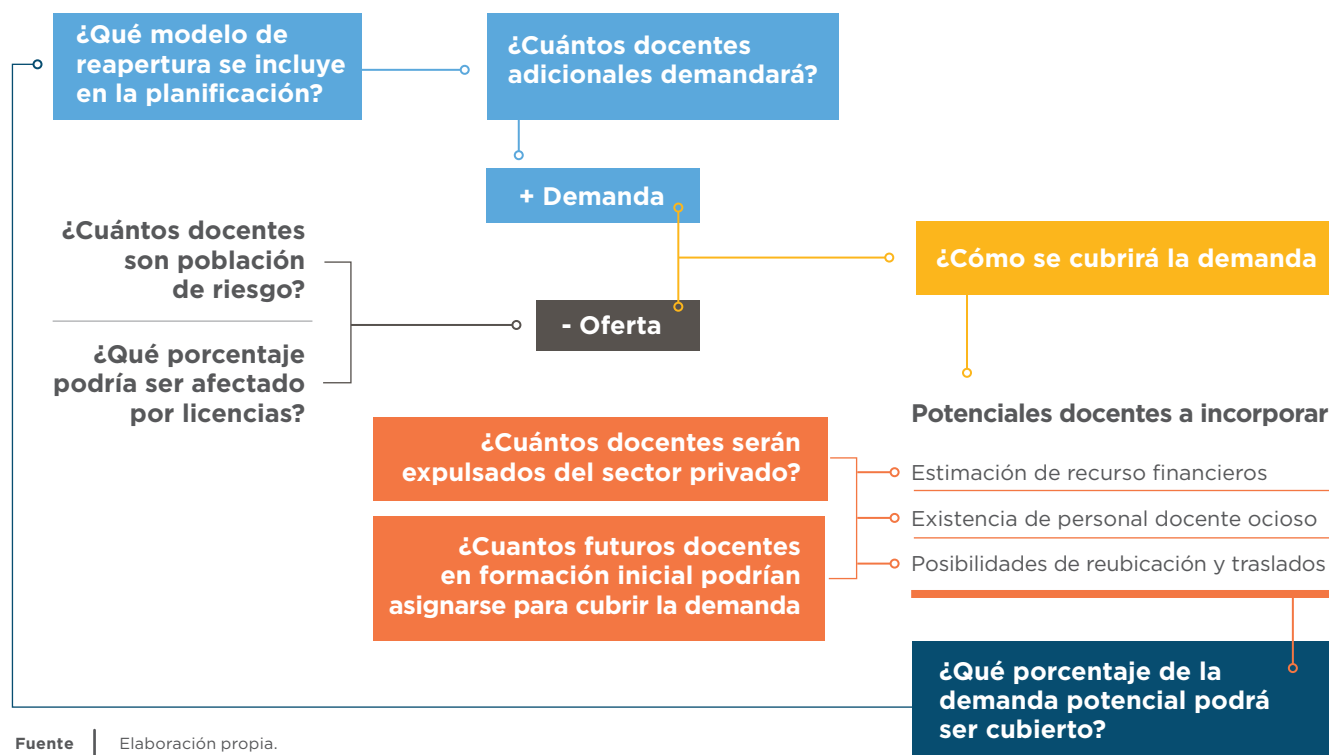 ¿Qué modelo de
reapertura se incluye
en la planificación?
¿Cuántos docentes
adicionales demandará?
+ Demanda
¿Cuántos docentes
son población
de riesgo?
¿Qué porcentaje
podría ser afectado
por licencias?
- Oferta
¿Cómo se cubrirá la demanda
Potenciales docentes a incorporar
¿Cuántos docentes serán
expulsados del sector privado?
¿Cuantos futuros docentes
en formación inicial podrían
asignarse para cubrir la demanda
Estimación de recurso financieros
Existencia de personal docente ocioso
Posibilidades de reubicación y traslados
¿Qué porcentaje de la
demanda potencial podrá
ser cubierto?
Fuente Elaboración propia.